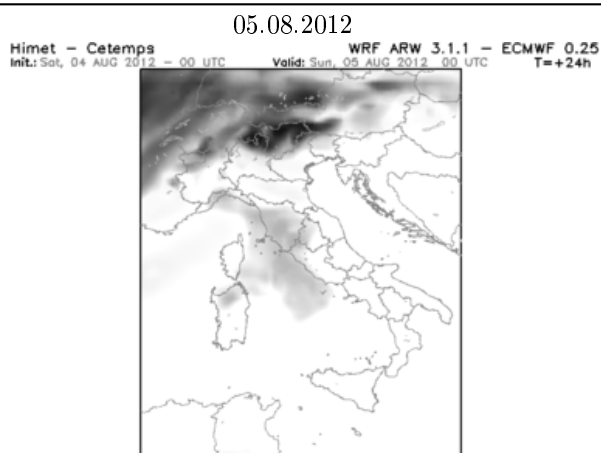 05.08.2012
Himet – Cetemps WRF ARW 3.1.1 – ECMWF 0.25
Init.: Sat, 04 AUG 2012 – 00 UTC Valid: Sun, 05 AUG 2012 00 UTC T=+24h